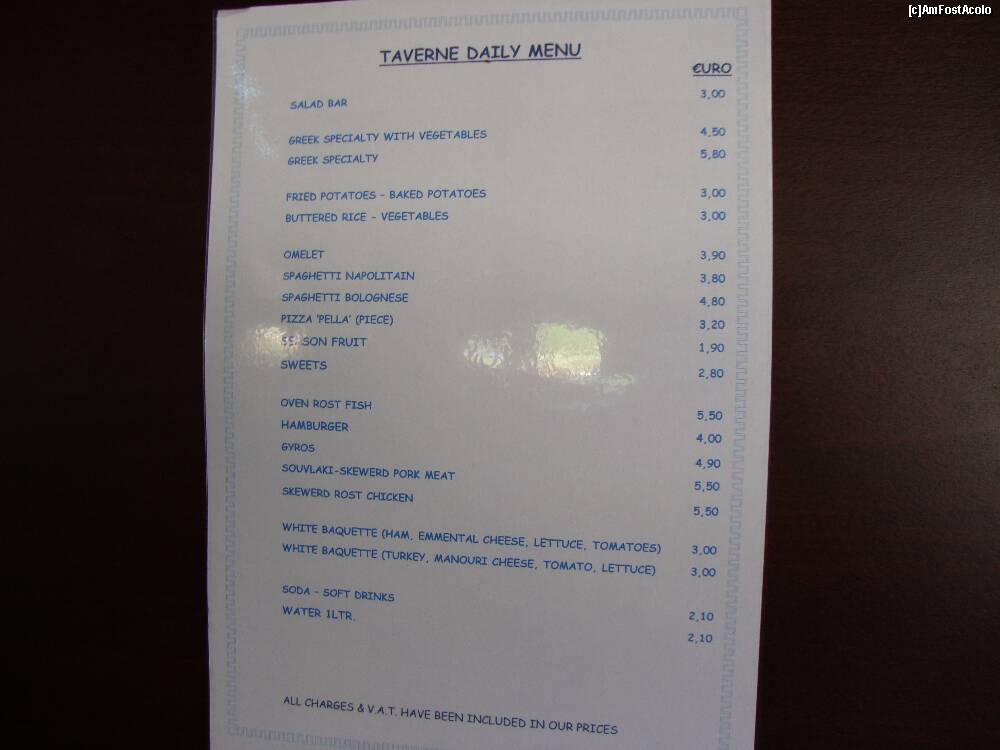 [c]AmFostAcolo
TAVERNE DAILY MENU
€URO
SALAD BAR 3,00
GREEK SPECIALTY WITH VEGETABLES 4,50
GREEK SPECIALTY 5,80
FRIED POTATOES - BAKED POTATOES 3,00
BUTTERED RICE - VEGETABLES 3,00
OMELET 3,90
SPAGHETTI NAPOLITAIN 3,80
SPAGHETTI BOLOGNESE 4,80
PIZZA 'PELLA' (PIECE) 3,20
SEASON FRUIT 1,90
SWEETS 2,80
OVEN ROST FISH 5,50
HAMBURGER 4,00
GYROS 4,90
SOUVLAKI-SKEWERD PORK MEAT 5,50
SKEWERD ROST CHICKEN 5,50
WHITE BAQUETTE (HAM, EMMENTAL CHEESE, LETTUCE, TOMATOES) 3,00
WHITE BAQUETTE (TURKEY, MANOURI CHEESE, TOMATO, LETTUCE) 3,00
SODA - SOFT DRINKS 2,10
WATER 1LTR. 2,10
ALL CHARGES & V.A.T. HAVE BEEN INCLUDED IN OUR PRICES